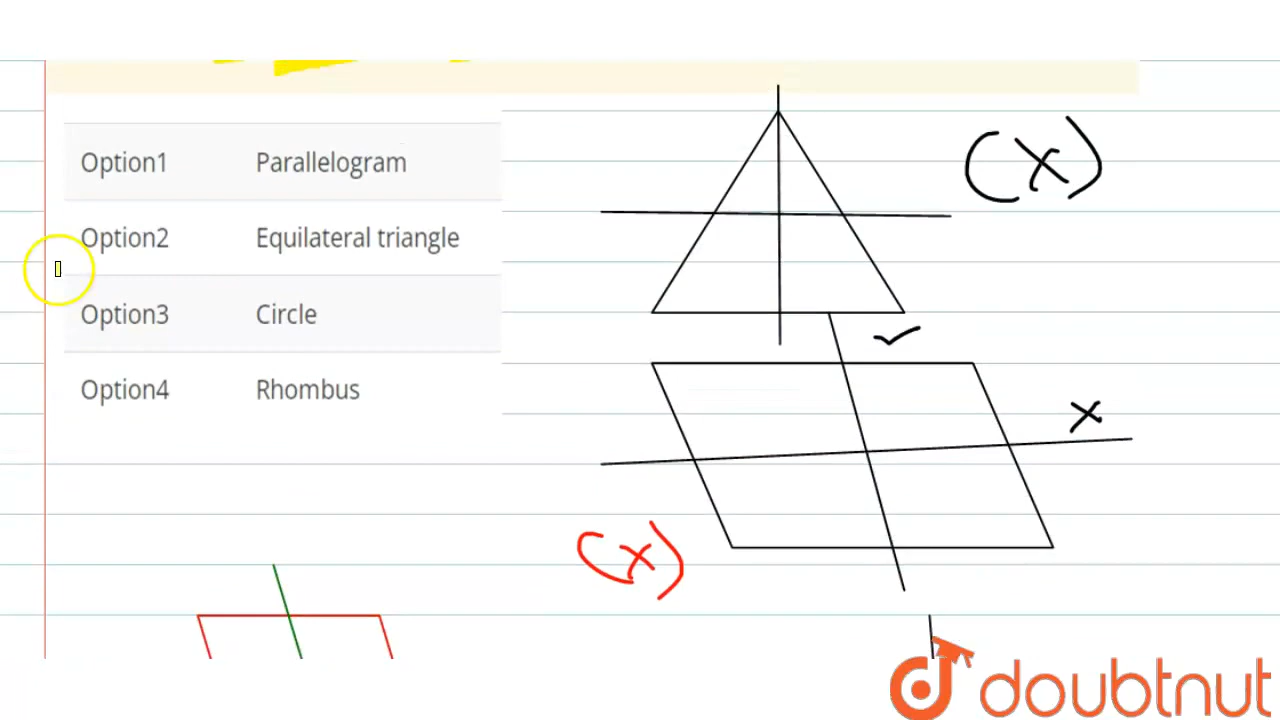 Option1 Parallelogram
Option2 Equilateral triangle
Option3 Circle
Option4 Rhombus
(x)
x
(x)
doubtnut